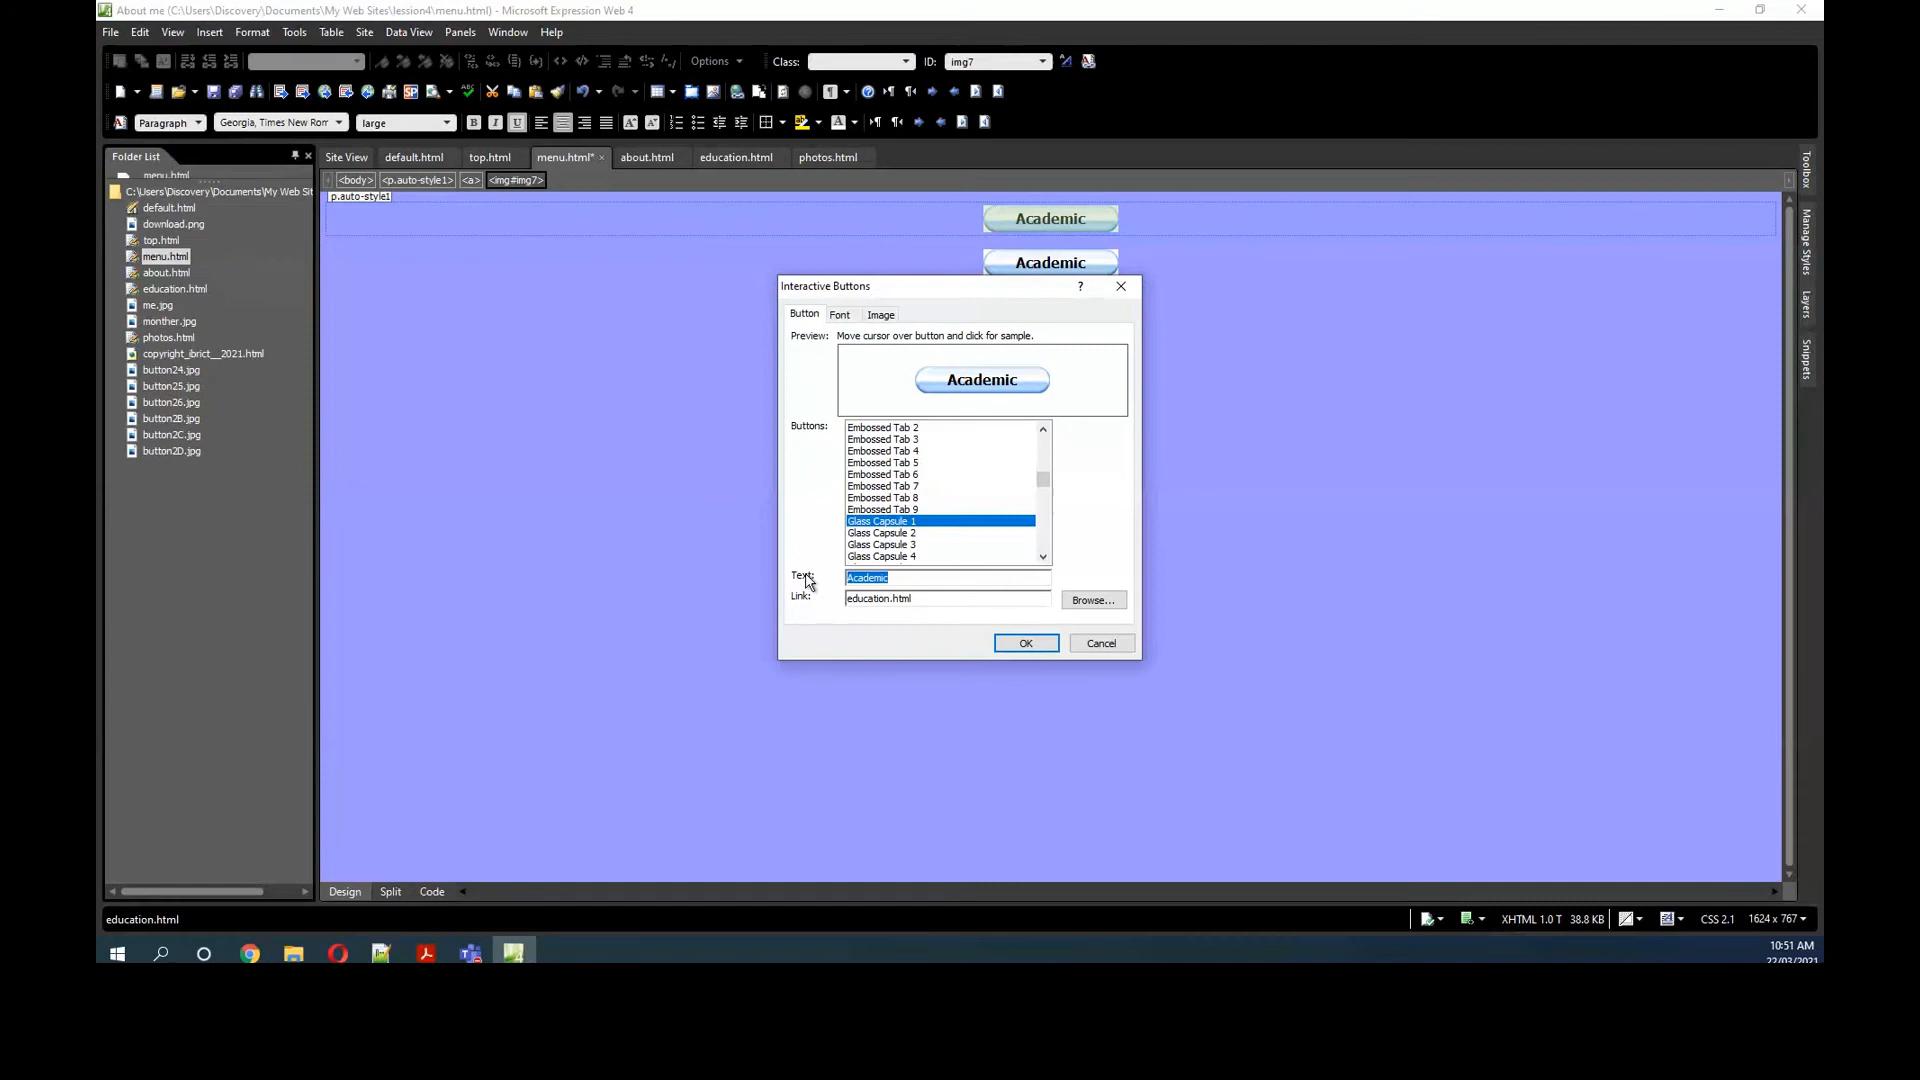 About me (C:\Users\Discovery\Documents\My Web Sites\lession4\menu.html) - Microsoft Expression Web 4
File Edit View Insert Format Tools Table Site Data View Panels Window Help
Options Class: ID: img7
Paragraph Georgia, Times New Rom large B I U
Folder List
Site View default.html top.html menu.html* about.html education.html photos.html
menu.html
<body> <p.auto-style1> <a> <img#img7>
C:\Users\Discovery\Documents\My Web Sit
p.auto-style1
default.html
download.png
top.html
menu.html
about.html
education.html
me.jpg
monther.jpg
photos.html
copyright_ibrict__2021.html
button24.jpg
button25.jpg
button26.jpg
button2B.jpg
button2C.jpg
button2D.jpg
Academic
Academic
Interactive Buttons ?
Button Font Image
Preview: Move cursor over button and click for sample.
Academic
Buttons:
Embossed Tab 2
Embossed Tab 3
Embossed Tab 4
Embossed Tab 5
Embossed Tab 6
Embossed Tab 7
Embossed Tab 8
Embossed Tab 9
Glass Capsule 1
Glass Capsule 2
Glass Capsule 3
Glass Capsule 4
Text: Academic
Link: education.html Browse...
OK Cancel
Toolbox
Manage Styles
Layers
Snippets
Design Split Code
education.html XHTML 1.0 T 38.8 KB CSS 2.1 1624 x 767
10:51 AM
22/03/2021